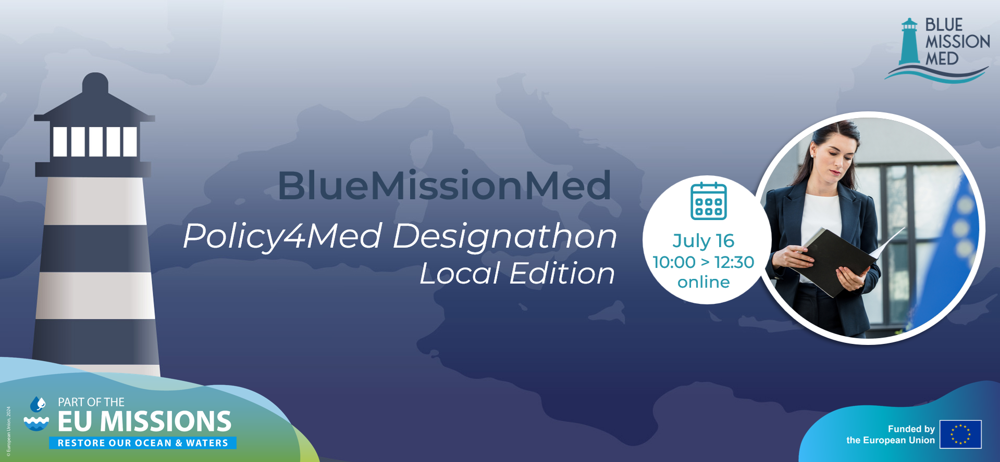 BLUE
MISSION
MED
BlueMissionMed
Policy4Med Designathon
Local Edition
July 16
10:00 > 12:30
online
PART OF THE
EU MISSIONS
RESTORE OUR OCEAN & WATERS
© European Union, 2024
Funded by
the European Union